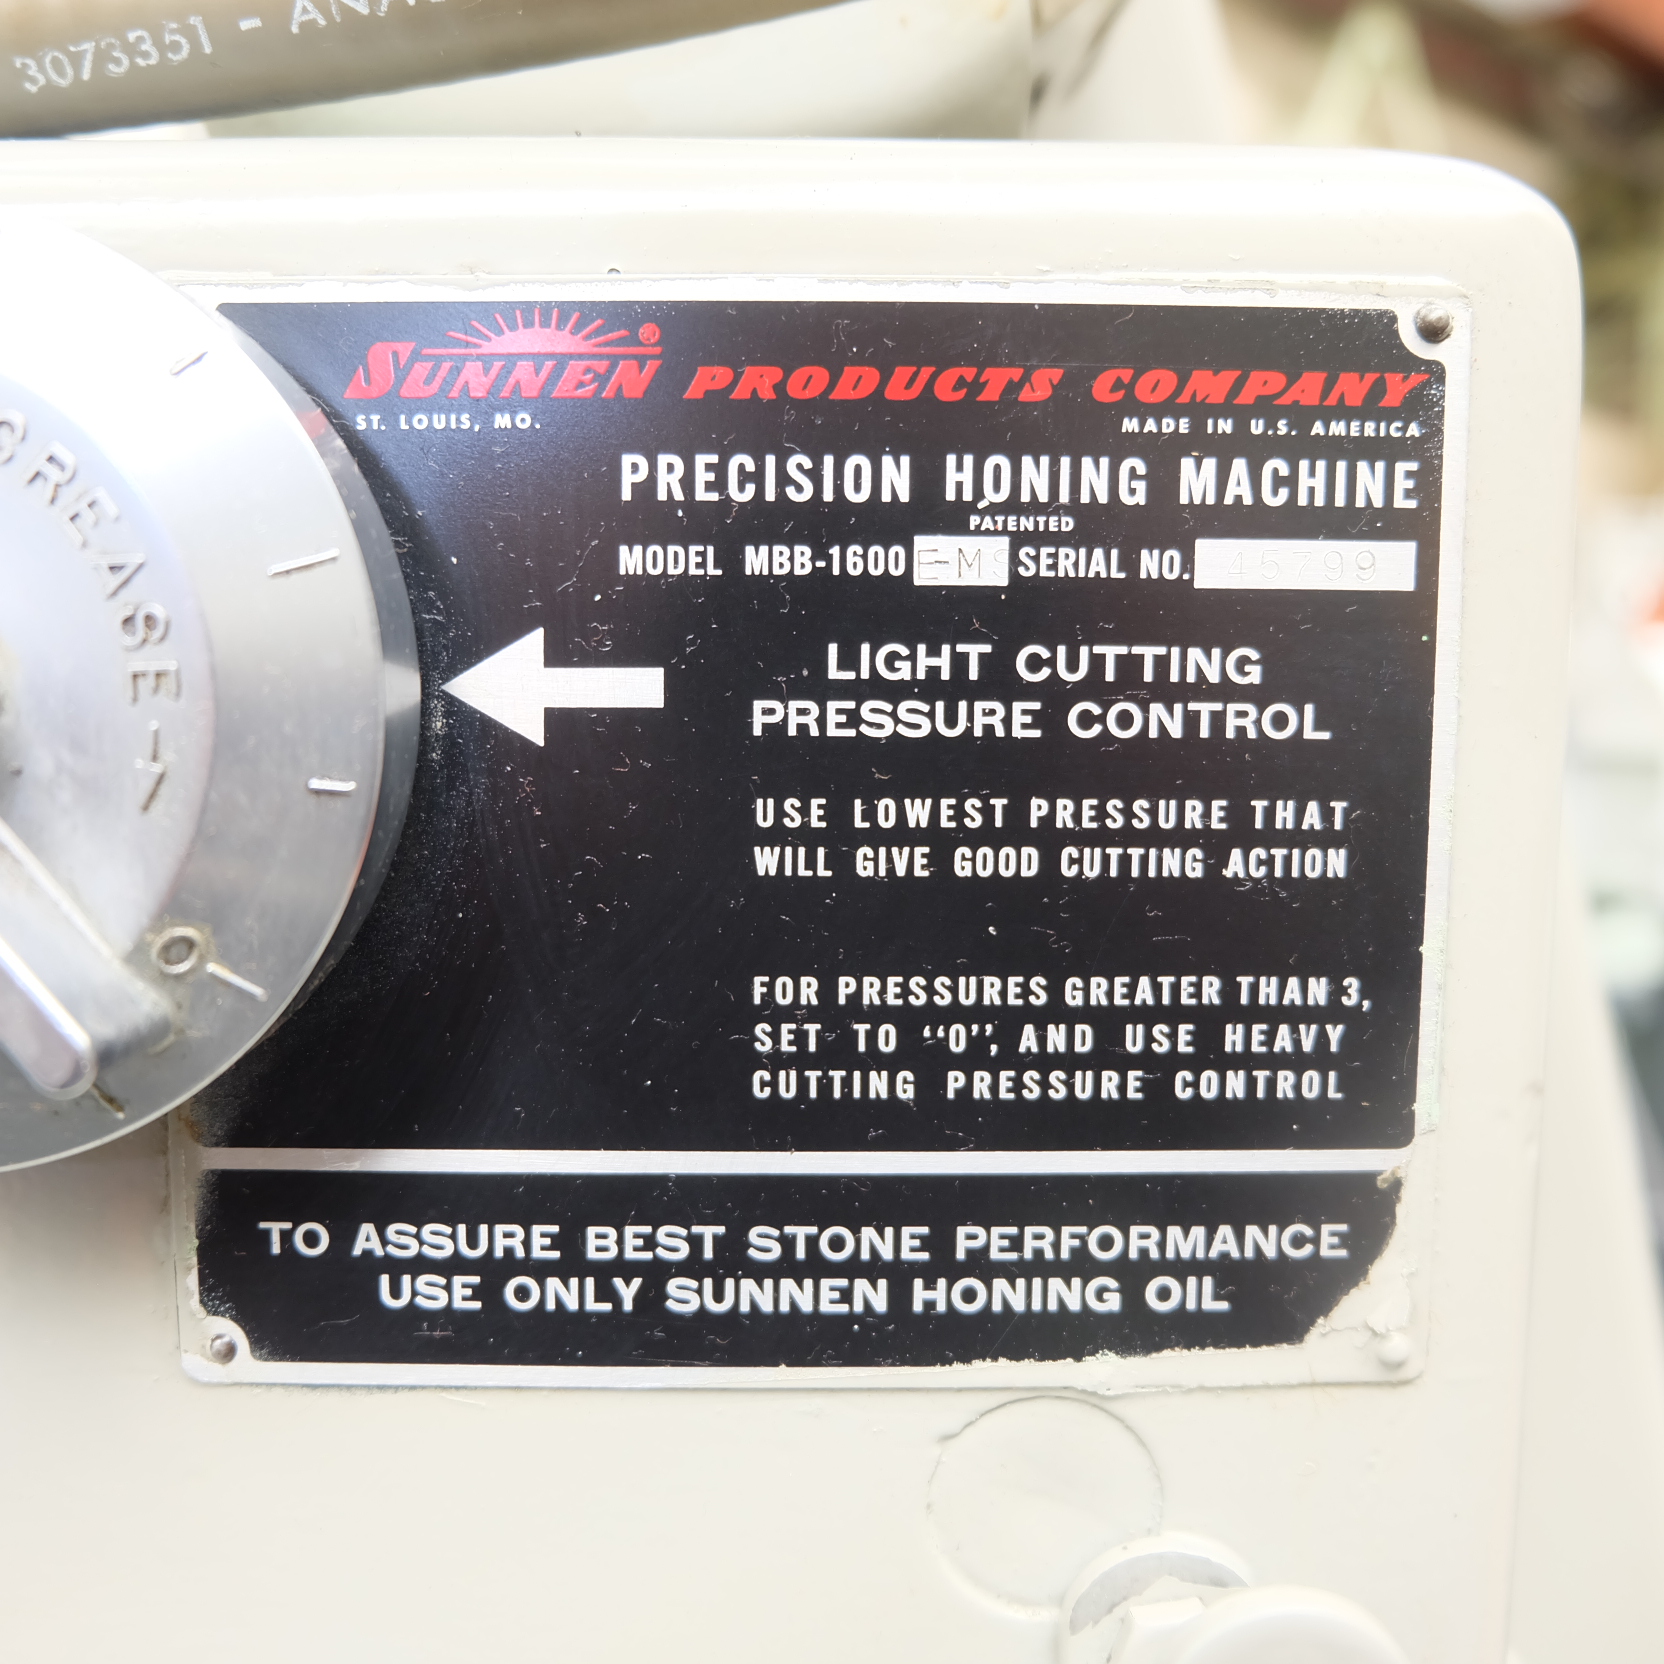 3073351 - ANA
CREASE →
0
SUNNEN® PRODUCTS COMPANY
ST. LOUIS, MO. MADE IN U.S. AMERICA
PRECISION HONING MACHINE
PATENTED
MODEL MBB-1600 E-MS SERIAL NO. 45799
LIGHT CUTTING
PRESSURE CONTROL
USE LOWEST PRESSURE THAT
WILL GIVE GOOD CUTTING ACTION
FOR PRESSURES GREATER THAN 3,
SET TO “0”, AND USE HEAVY
CUTTING PRESSURE CONTROL
TO ASSURE BEST STONE PERFORMANCE
USE ONLY SUNNEN HONING OIL